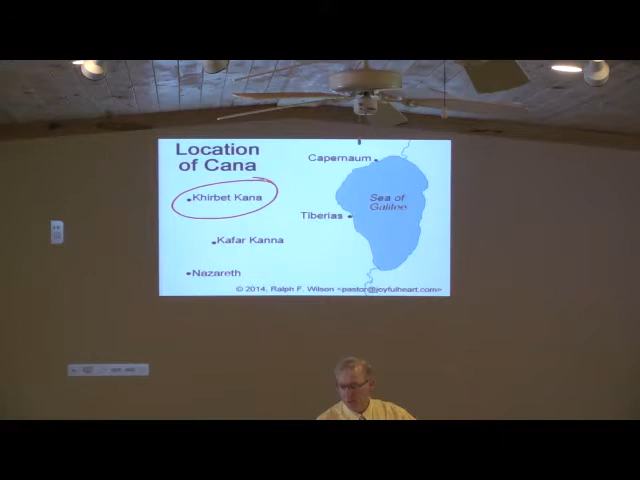 Location
of Cana
Capernaum
Khirbet Kana
Sea of
Galilee
Tiberias
Kafar Kanna
Nazareth
© 2014, Ralph F. Wilson <pastor@joyfulheart.com>